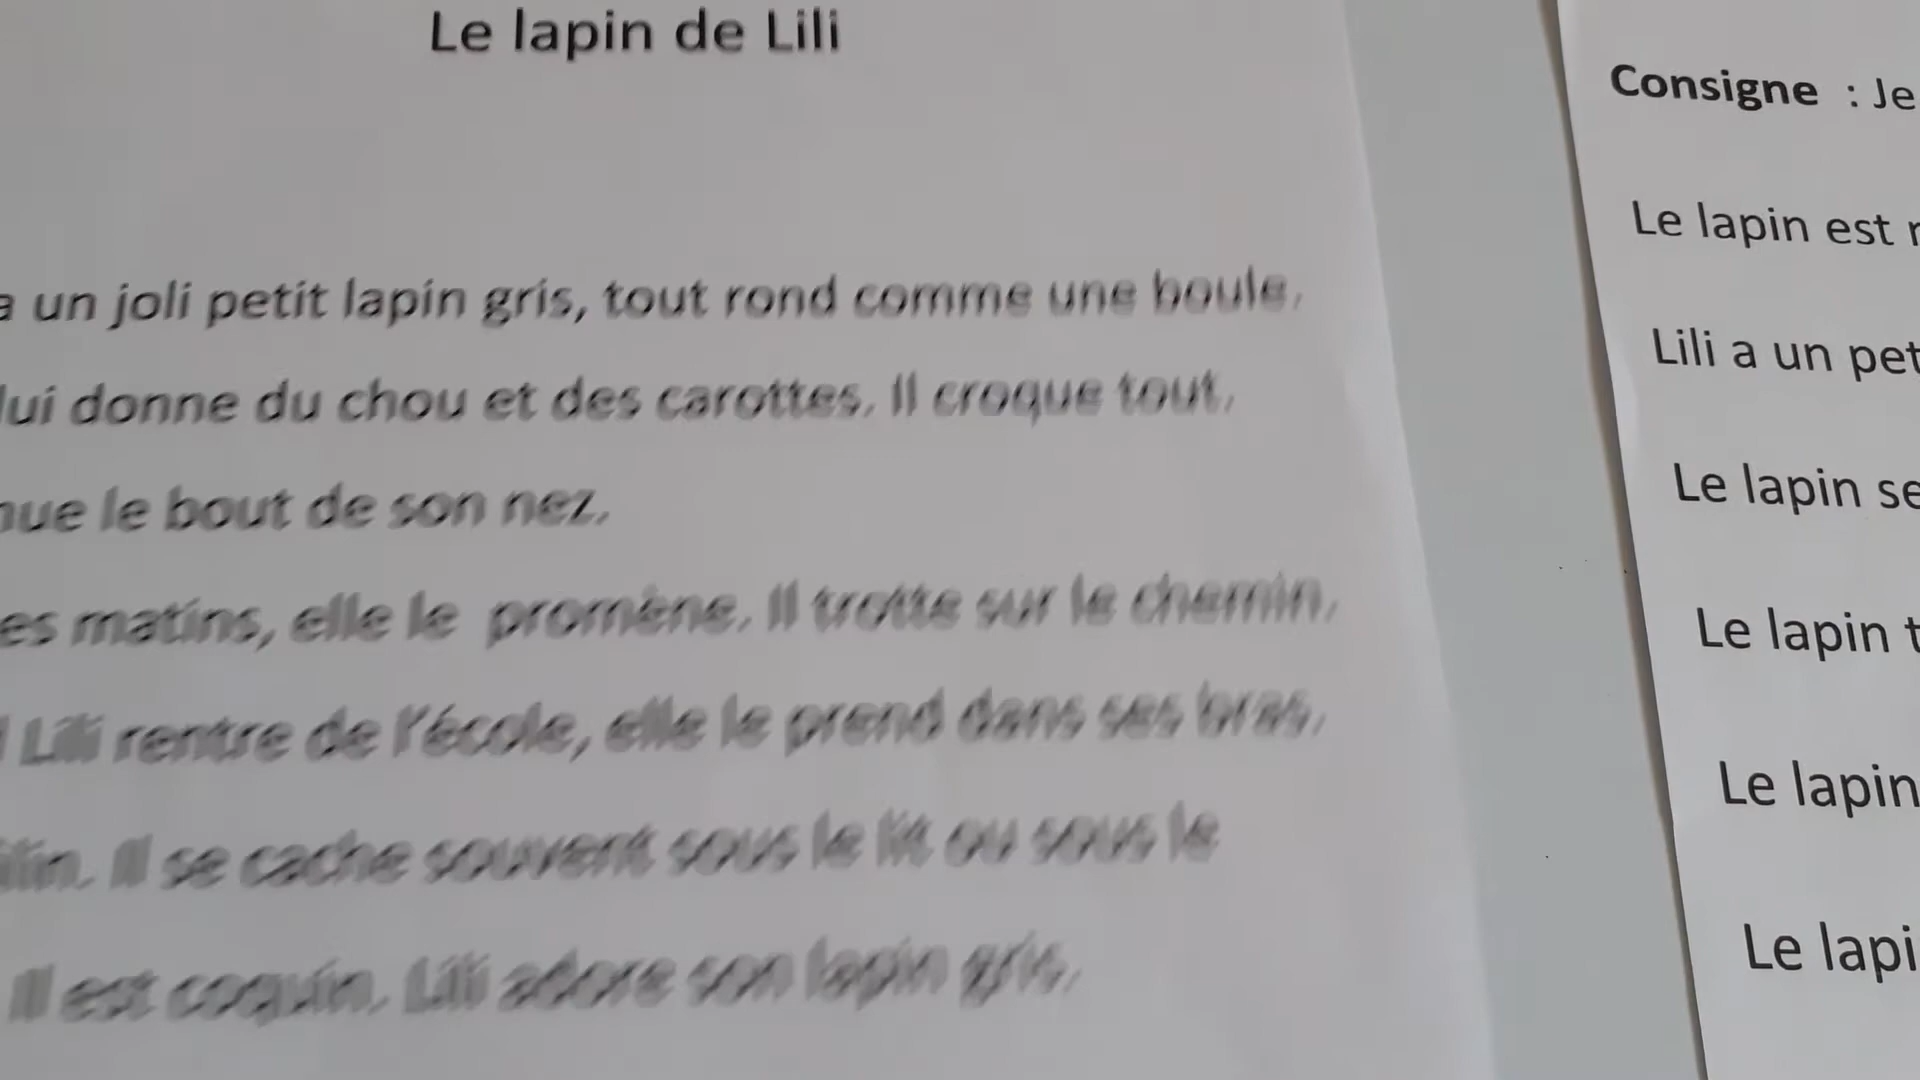 Le lapin de Lili
a un joli petit lapin gris, tout rond comme une boule.
lui donne du chou et des carottes. Il croque tout.
nue le bout de son nez.
es matins, elle le promène. Il trotte sur le chemin.
Lili rentre de l'école, elle le prend dans ses bras.
lin. Il se cache souvent sous le lit ou sous le
Il est coquin. Lili adore son lapin gris.
Consigne : Je
Le lapin est
Lili a un pet
Le lapin se
Le lapin t
Le lapin
Le lapi